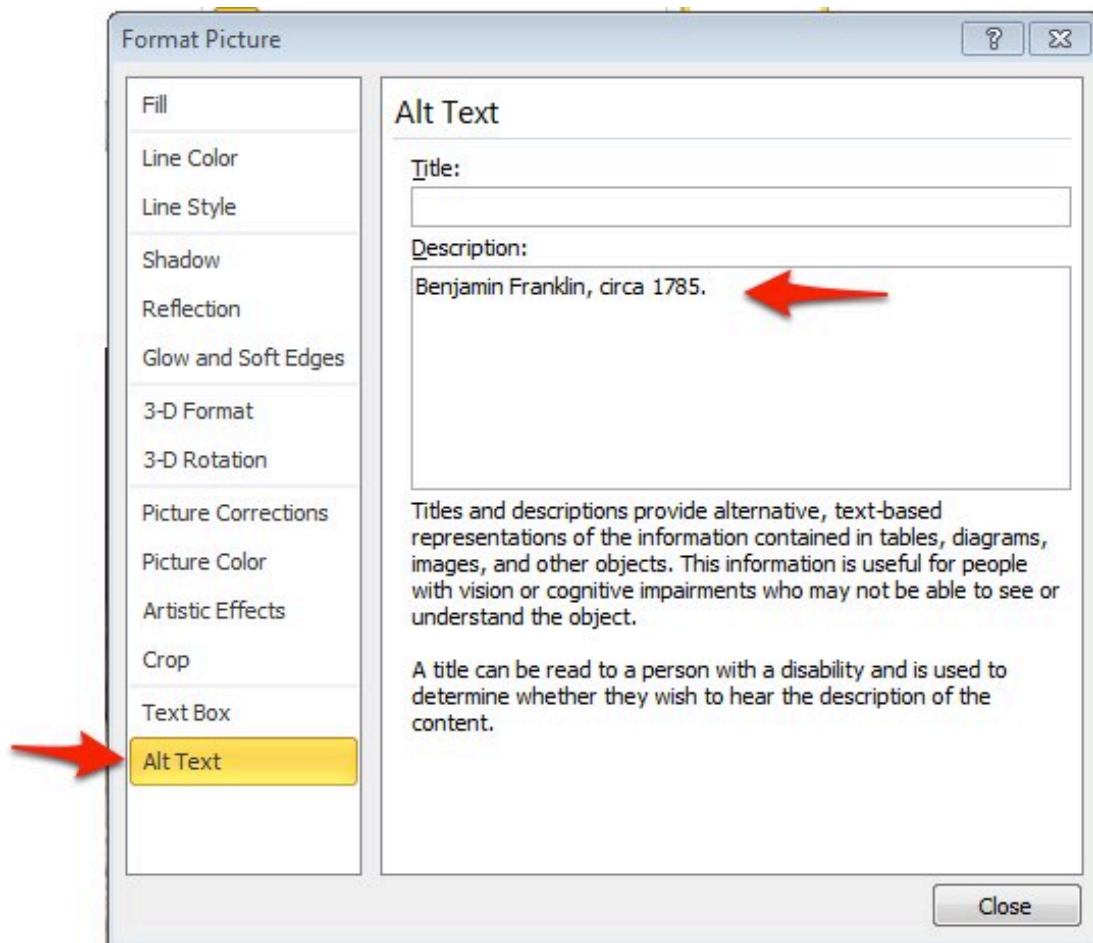 Format Picture
Fill
Line Color
Line Style
Shadow
Reflection
Glow and Soft Edges
3-D Format
3-D Rotation
Picture Corrections
Picture Color
Artistic Effects
Crop
Text Box
Alt Text
Alt Text
Title:
Description:
Benjamin Franklin, circa 1785.
Titles and descriptions provide alternative, text-based
representations of the information contained in tables, diagrams,
images, and other objects. This information is useful for people
with vision or cognitive impairments who may not be able to see or
understand the object.
A title can be read to a person with a disability and is used to
determine whether they wish to hear the description of the
content.
Close